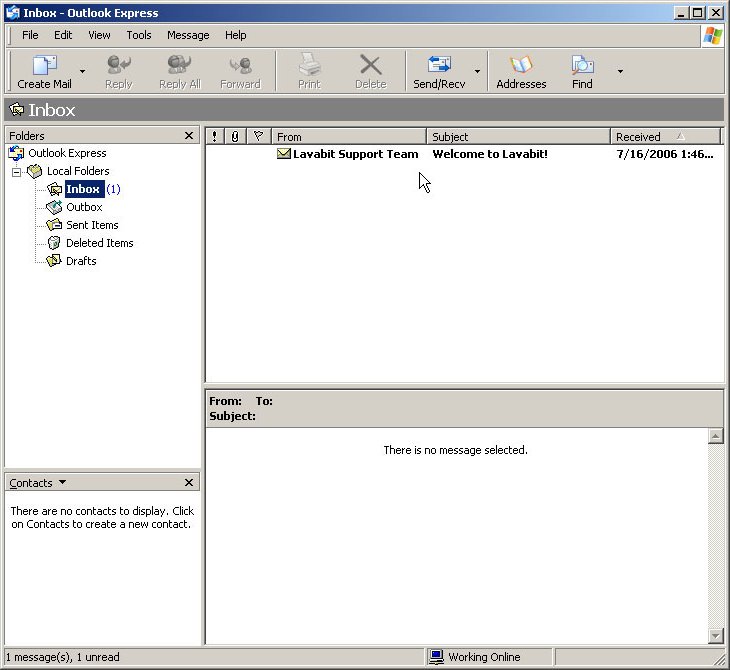 Inbox - Outlook Express
File Edit View Tools Message Help
Create Mail Reply Reply All Forward Print Delete Send/Recv Addresses Find
Inbox
Folders
Outlook Express
Local Folders
Inbox (1)
Outbox
Sent Items
Deleted Items
Drafts
! From Subject Received
Lavabit Support Team Welcome to Lavabit! 7/16/2006 1:46...
From: To:
Subject:
There is no message selected.
Contacts
There are no contacts to display. Click
on Contacts to create a new contact.
1 message(s), 1 unread Working Online